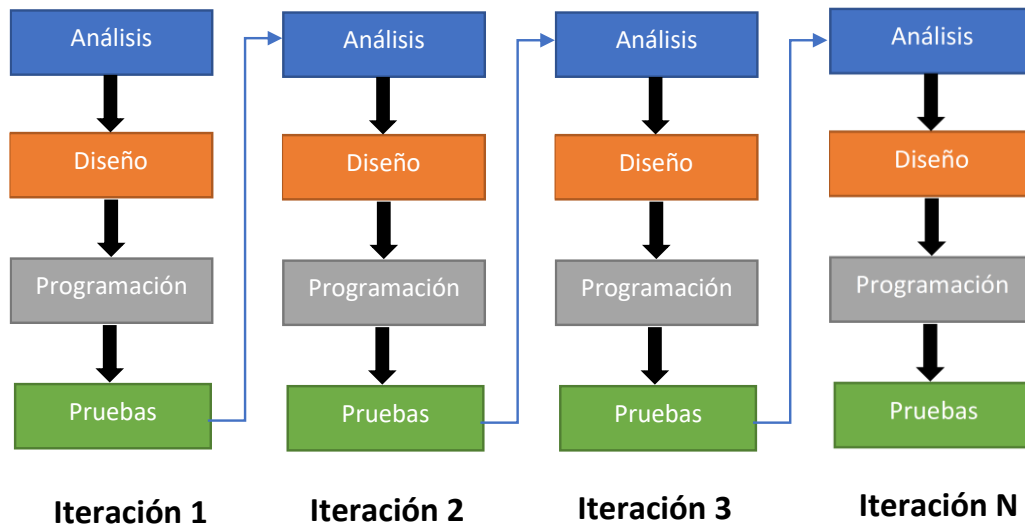 Análisis
Diseño
Programación
Pruebas
Iteración 1
Análisis
Diseño
Programación
Pruebas
Iteración 2
Análisis
Diseño
Programación
Pruebas
Iteración 3
Análisis
Diseño
Programación
Pruebas
Iteración N